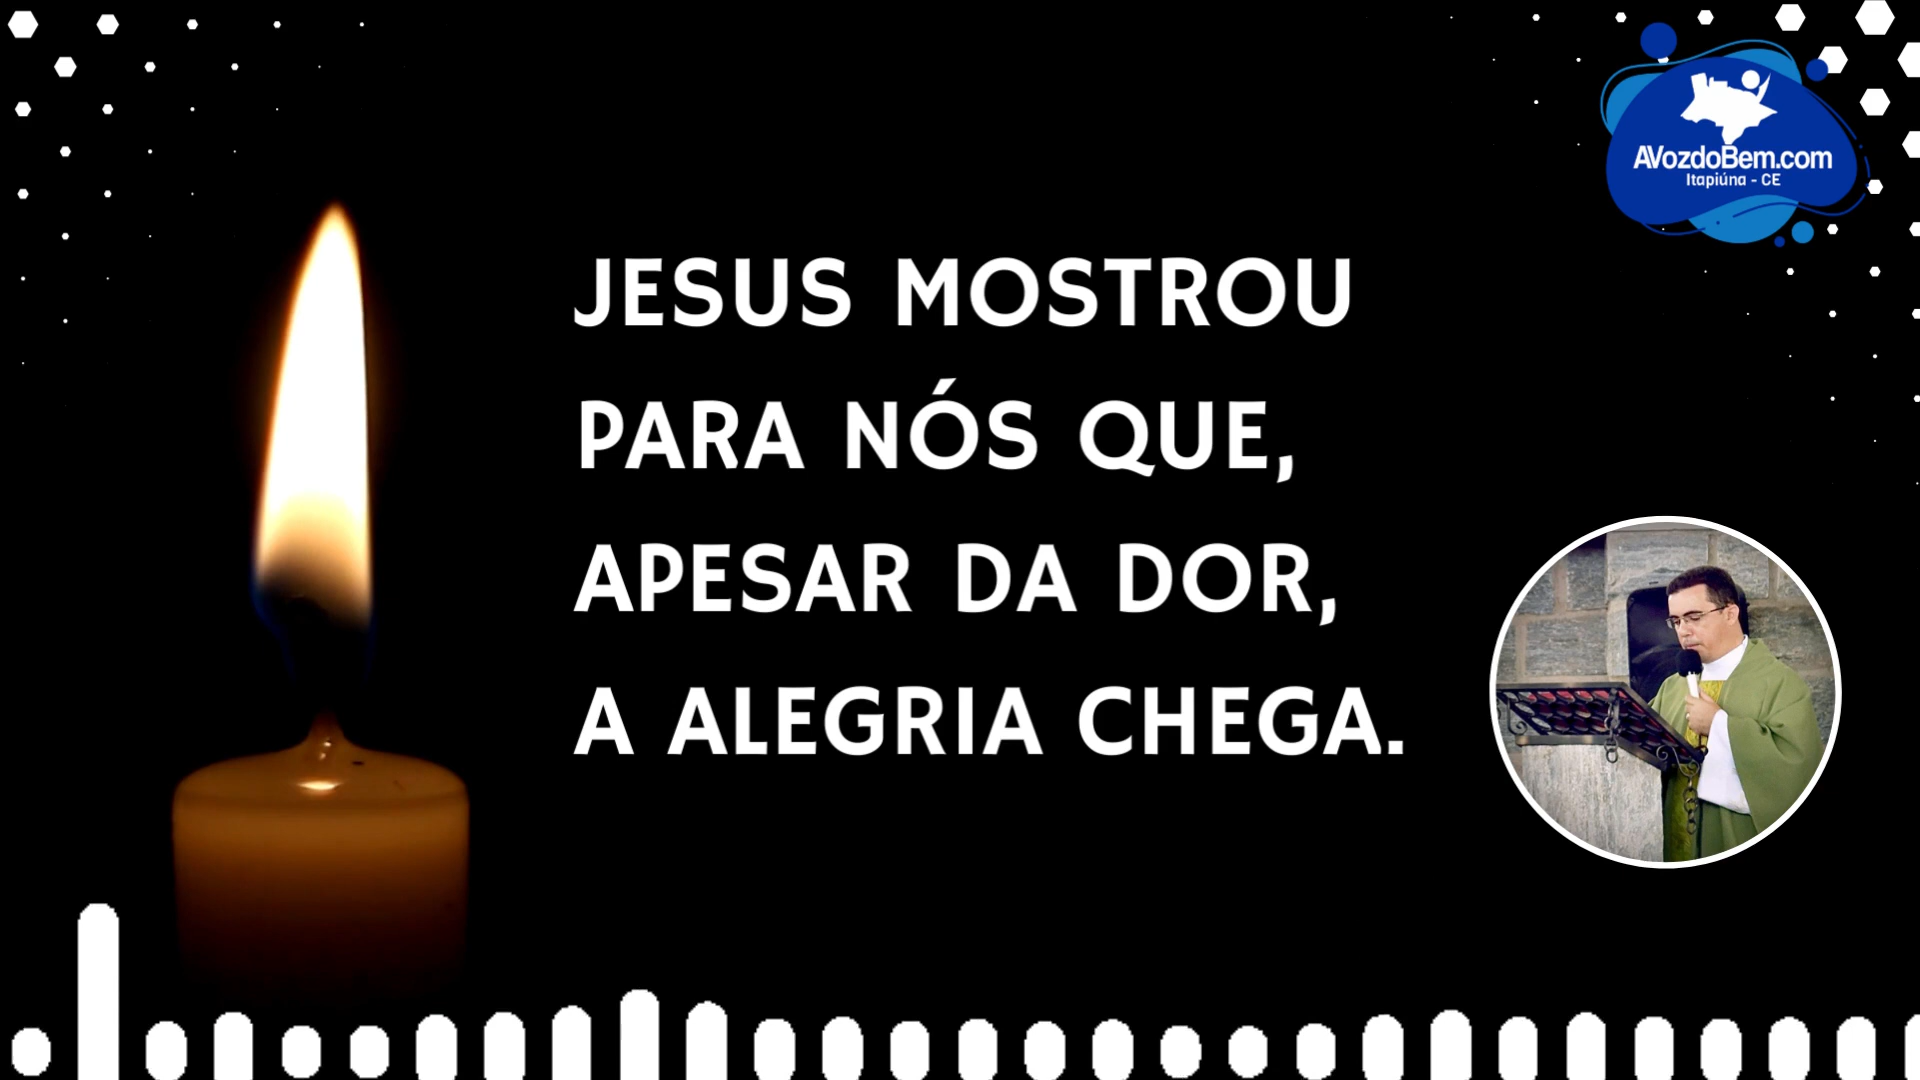 AVozdoBem.com
Itapiúna - CE
JESUS MOSTROU
PARA NÓS QUE,
APESAR DA DOR,
A ALEGRIA CHEGA.